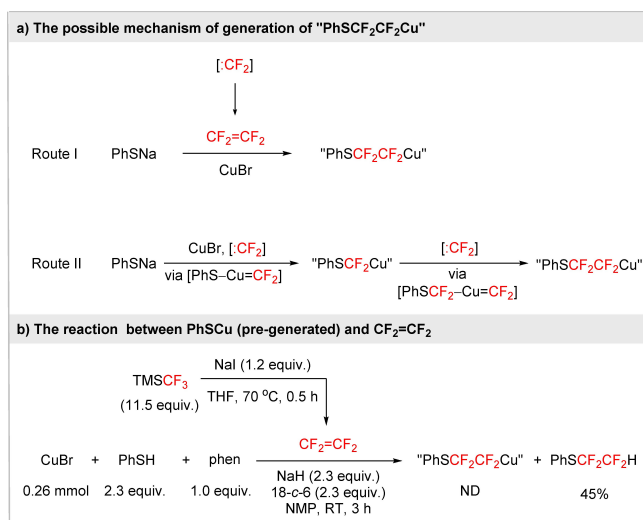 a) The possible mechanism of generation of "PhSCF₂CF₂Cu"
[:CF₂]
CF₂=CF₂
Route I PhSNa "PhSCF₂CF₂Cu"
CuBr
CuBr, [:CF₂] [:CF₂]
Route II PhSNa "PhSCF₂Cu" "PhSCF₂CF₂Cu"
via [PhS–Cu=CF₂] via
[PhSCF₂–Cu=CF₂]
b) The reaction between PhSCu (pre-generated) and CF₂=CF₂
NaI (1.2 equiv.)
TMSCF₃
(11.5 equiv.) THF, 70 °C, 0.5 h
CF₂=CF₂
CuBr + PhSH + phen "PhSCF₂CF₂Cu" + PhSCF₂CF₂H
NaH (2.3 equiv.)
0.26 mmol 2.3 equiv. 1.0 equiv. 18-c-6 (2.3 equiv.) ND 45%
NMP, RT, 3 h